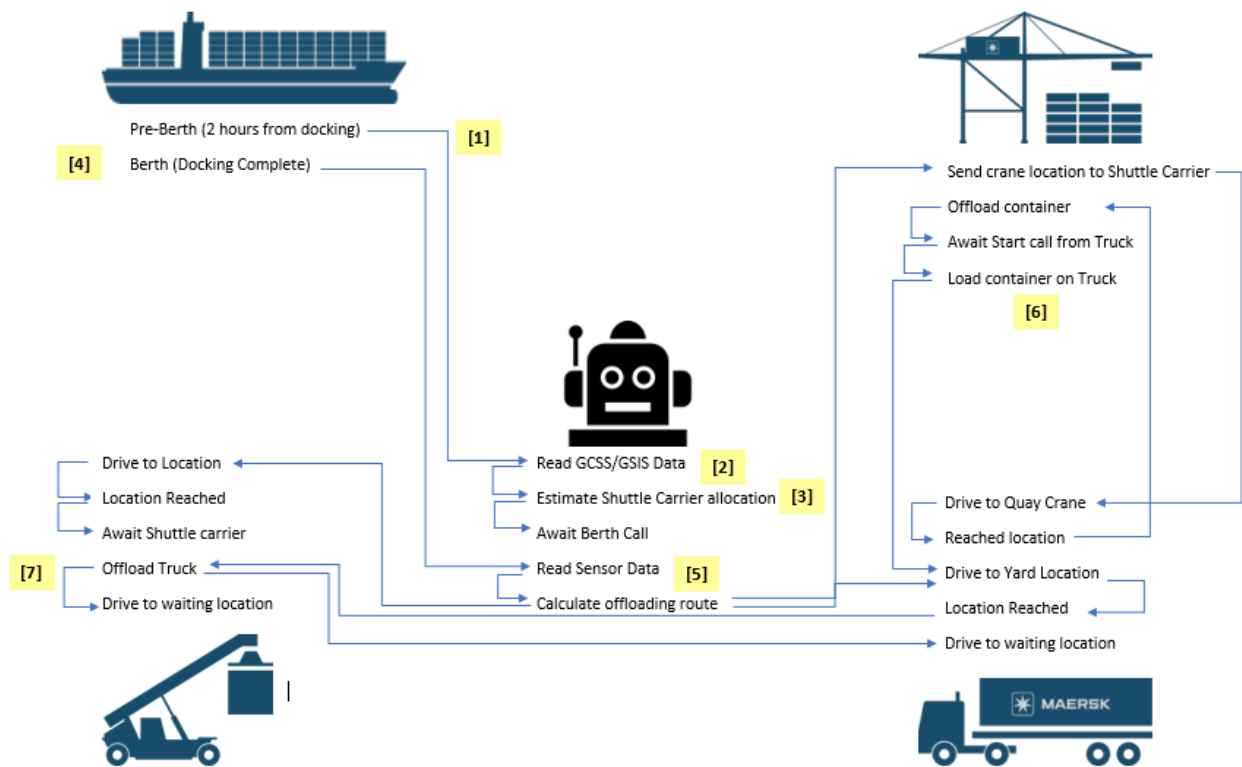 Pre-Berth (2 hours from docking)
[1]
[4]
Berth (Docking Complete)
Send crane location to Shuttle Carrier
Offload container
Await Start call from Truck
Load container on Truck
[6]
Drive to Location
Location Reached
Await Shuttle carrier
[7]
Offload Truck
Drive to waiting location
Read GCSS/GSIS Data
[2]
Estimate Shuttle Carrier allocation
[3]
Await Berth Call
Read Sensor Data
[5]
Calculate offloading route
Drive to Quay Crane
Reached location
Drive to Yard Location
Location Reached
Drive to waiting location
MAERSK